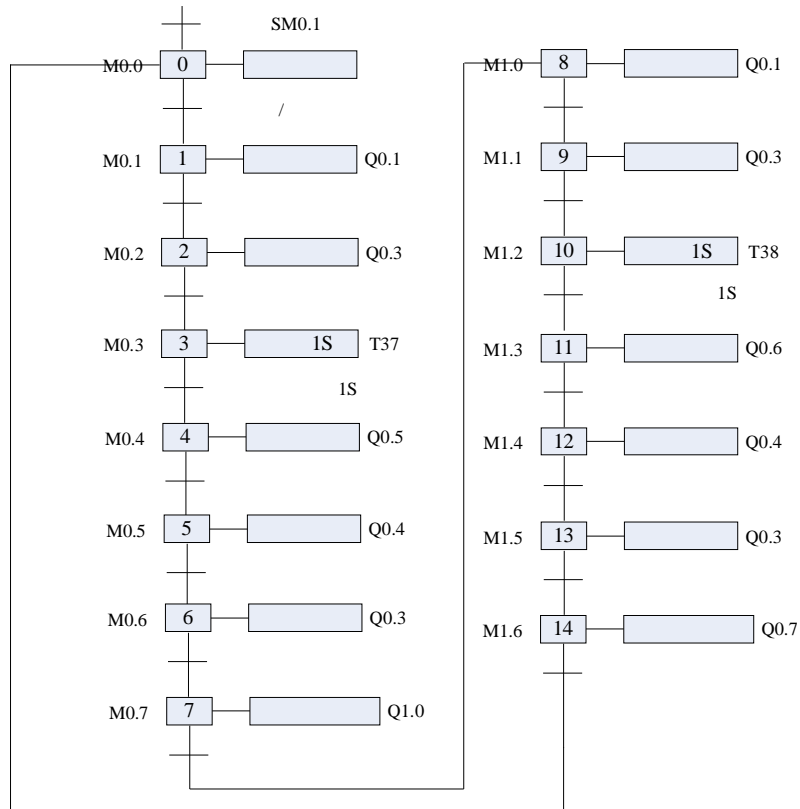 SM0.1
M0.0 0
/
M0.1 1 Q0.1
M0.2 2 Q0.3
M0.3 3 1S T37
1S
M0.4 4 Q0.5
M0.5 5 Q0.4
M0.6 6 Q0.3
M0.7 7 Q1.0
M1.0 8 Q0.1
M1.1 9 Q0.3
M1.2 10 1S T38
1S
M1.3 11 Q0.6
M1.4 12 Q0.4
M1.5 13 Q0.3
M1.6 14 Q0.7